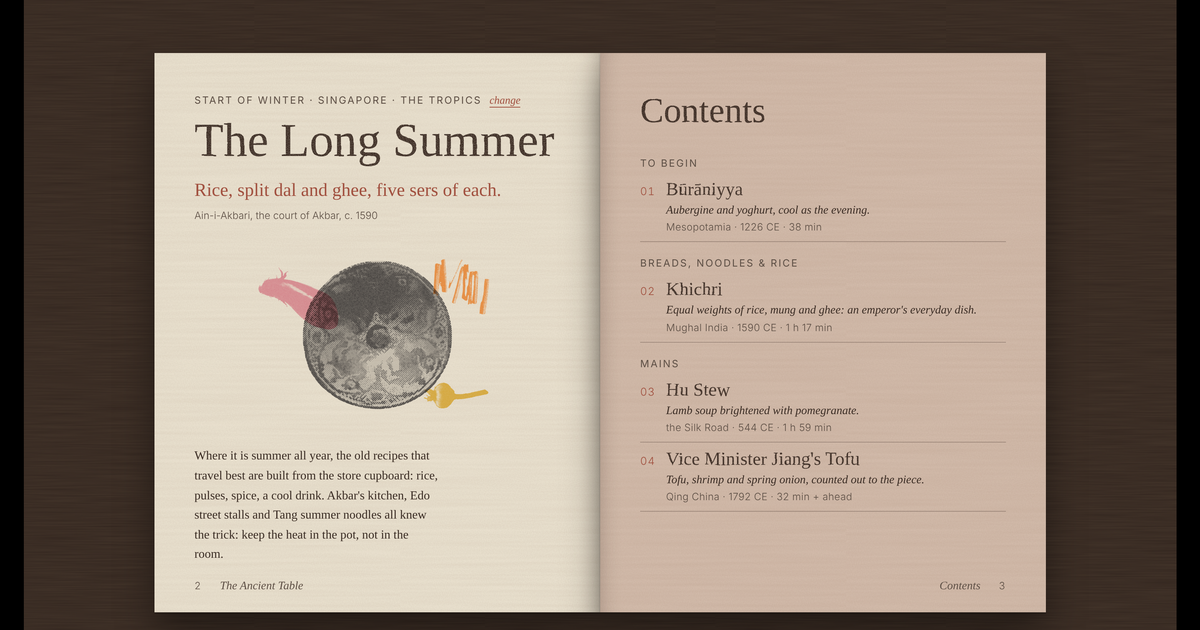 START OF WINTER · SINGAPORE · THE TROPICS change
The Long Summer
Rice, split dal and ghee, five sers of each.
Ain-i-Akbari, the court of Akbar, c. 1590
Where it is summer all year, the old recipes that
travel best are built from the store cupboard: rice,
pulses, spice, a cool drink. Akbar's kitchen, Edo
street stalls and Tang summer noodles all knew
the trick: keep the heat in the pot, not in the
room.
2 The Ancient Table
Contents
TO BEGIN
01 Būrāniyya
Aubergine and yoghurt, cool as the evening.
Mesopotamia · 1226 CE · 38 min
BREADS, NOODLES & RICE
02 Khichri
Equal weights of rice, mung and ghee: an emperor's everyday dish.
Mughal India · 1590 CE · 1 h 17 min
MAINS
03 Hu Stew
Lamb soup brightened with pomegranate.
the Silk Road · 544 CE · 1 h 59 min
04 Vice Minister Jiang's Tofu
Tofu, shrimp and spring onion, counted out to the piece.
Qing China · 1792 CE · 32 min + ahead
Contents 3